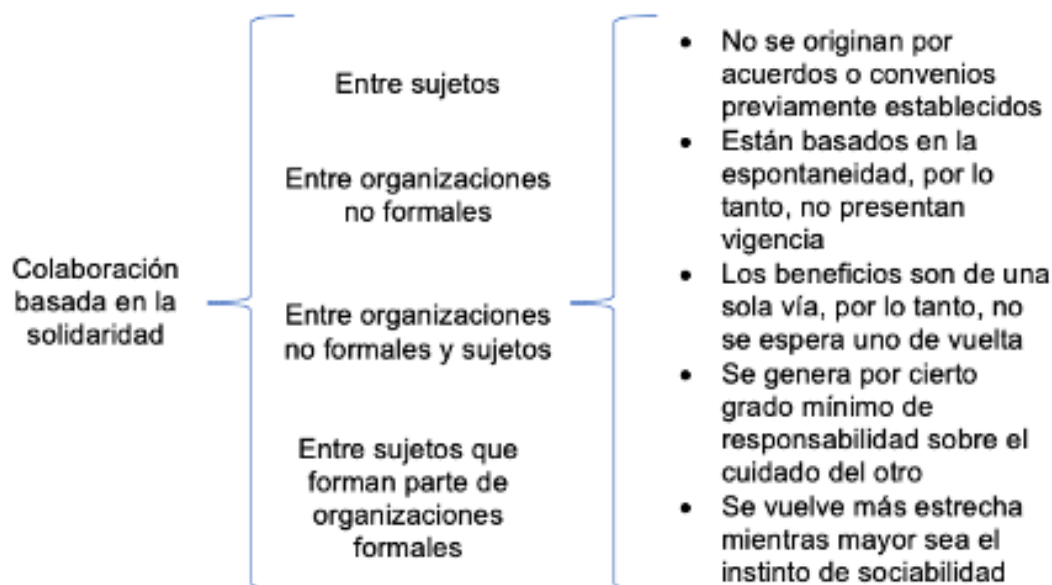 Colaboración
basada en la
solidaridad
Entre sujetos
Entre organizaciones
no formales
Entre organizaciones
no formales y sujetos
Entre sujetos que
forman parte de
organizaciones
formales
• No se originan por
acuerdos o convenios
previamente establecidos
• Están basados en la
espontaneidad, por lo
tanto, no presentan
vigencia
• Los beneficios son de una
sola vía, por lo tanto, no
se espera uno de vuelta
• Se genera por cierto
grado mínimo de
responsabilidad sobre el
cuidado del otro
• Se vuelve más estrecha
mientras mayor sea el
instinto de sociabilidad